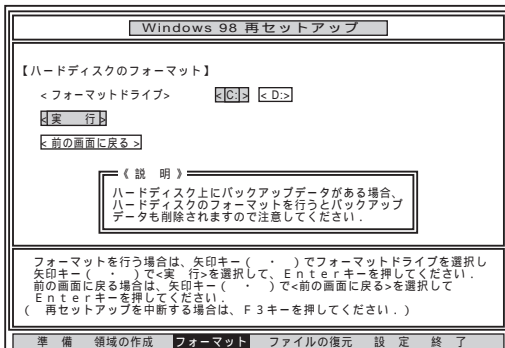 Windows 98 再セットアップ
【ハードディスクのフォーマット】
<フォーマットドライブ> <C:> <D:>
<実 行>
<前の画面に戻る>
《説 明》
ハードディスク上にバックアップデータがある場合、
ハードディスクのフォーマットを行うとバックアップ
データも削除されますので注意してください.
フォーマットを行う場合は、矢印キー( ・ )でフォーマットドライブを選択し
矢印キー( ・ )で<実 行>を選択して、Enterキーを押してください.
前の画面に戻る場合は、矢印キー( ・ )で<前の画面に戻る>を選択して
Enterキーを押してください.
( 再セットアップを中断する場合は、F3キーを押してください.)
準 備 領域の作成 フォーマット ファイルの復元 設 定 終 了